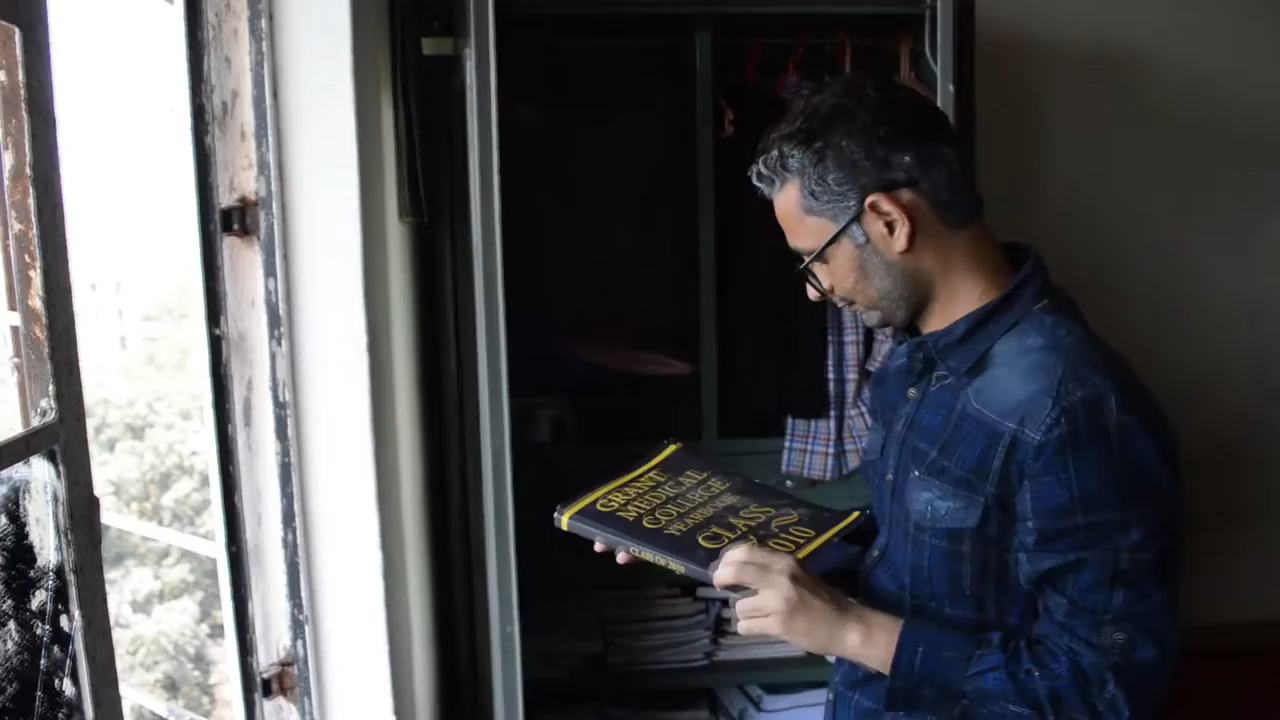 GRANT
MEDICAL
COLLEGE
YEARBOOK
CLASS
2010
CLASS OF 2010